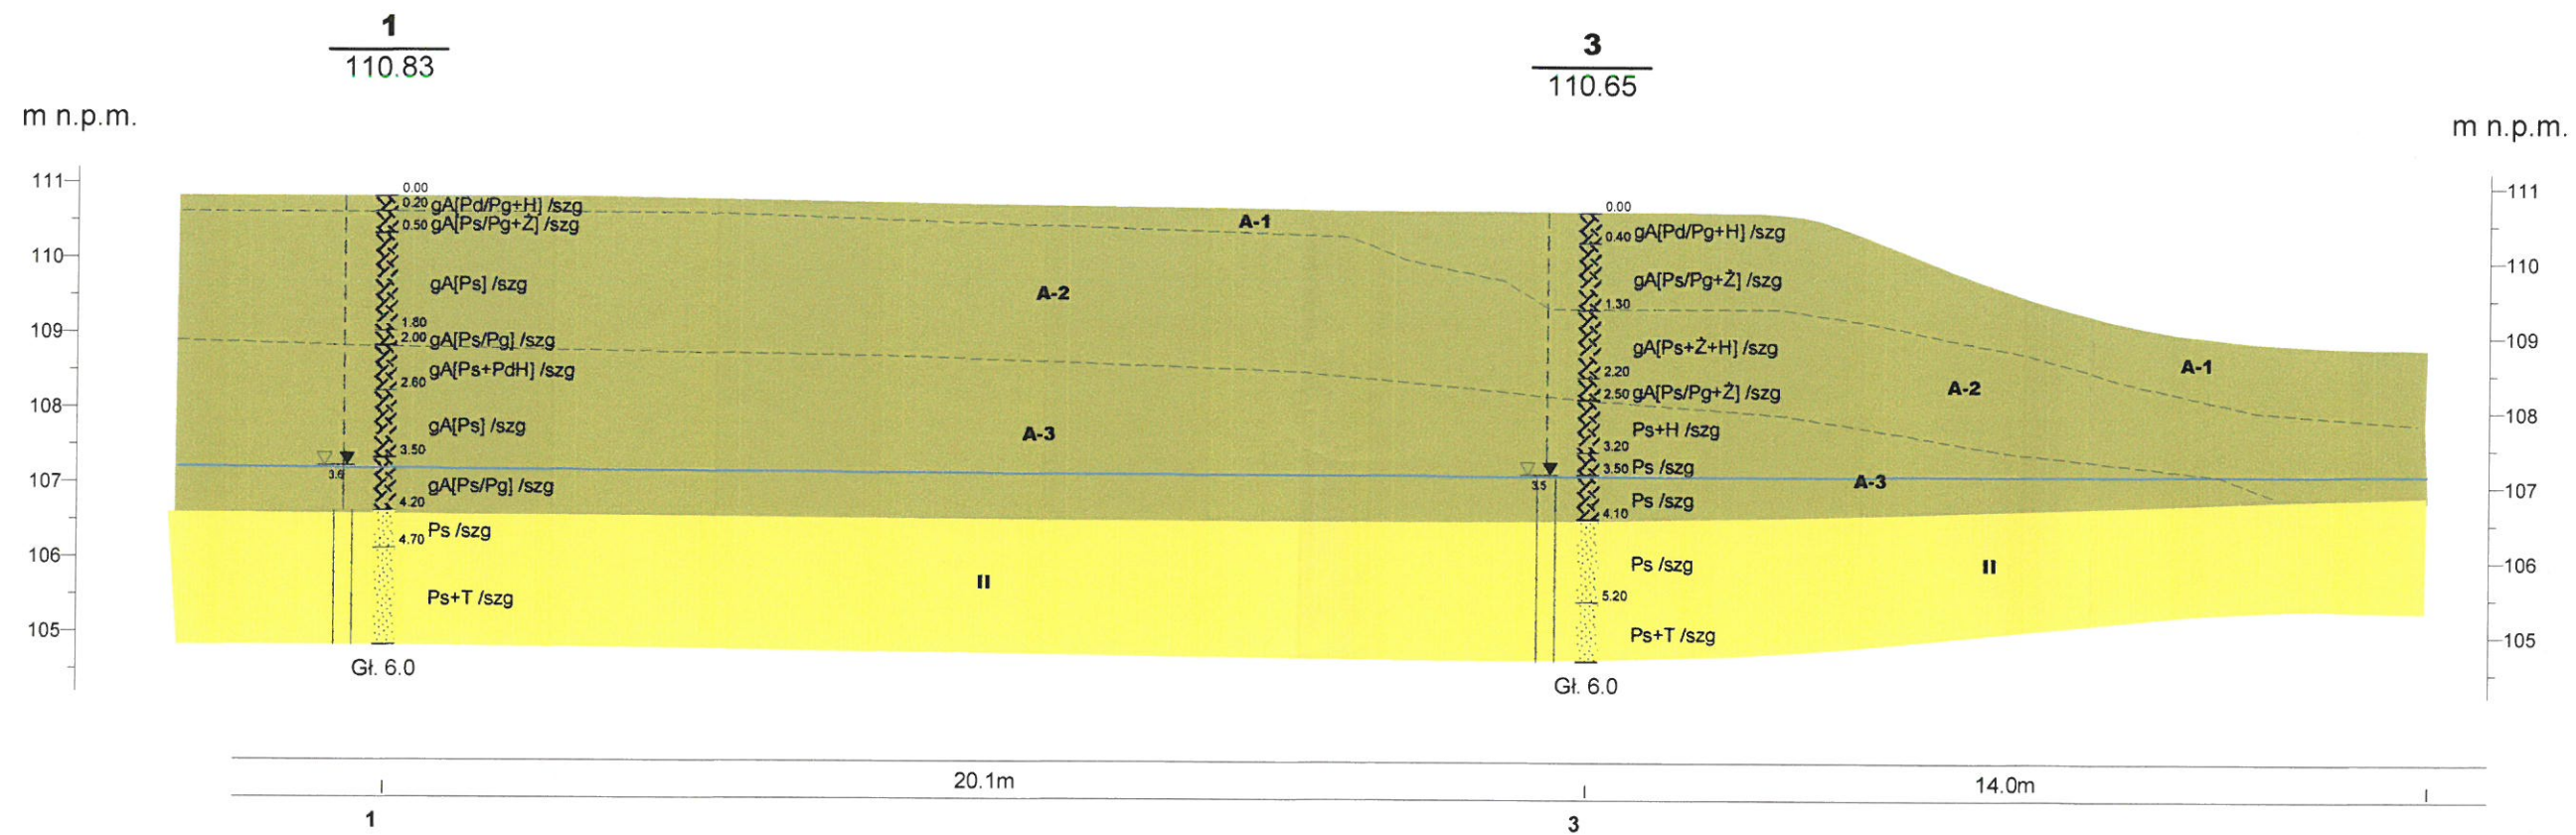 1
110.83
3
110.65
m n.p.m.
m n.p.m.
111
110
109
108
107
106
105
0.00
0.20 gA[Pd/Pg+H] /szg
0.50 gA[Ps/Pg+Ż] /szg
gA[Ps] /szg
1.80
2.00 gA[Ps/Pg] /szg
gA[Ps+PdH] /szg
2.60
gA[Ps] /szg
3.50
3.6
gA[Ps/Pg] /szg
4.20
Ps /szg
4.70
Ps+T /szg
Gł. 6.0
A-1
A-2
A-3
II
0.00
0.40 gA[Pd/Pg+H] /szg
gA[Ps/Pg+Ż] /szg
1.30
gA[Ps+Ż+H] /szg
2.20
2.50 gA[Ps/Pg+Ż] /szg
Ps+H /szg
3.20
3.50 Ps /szg
3.5
Ps /szg
4.10
Ps /szg
5.20
Ps+T /szg
Gł. 6.0
A-1
A-2
A-3
II
111
110
109
108
107
106
105
20.1m
14.0m
1
3